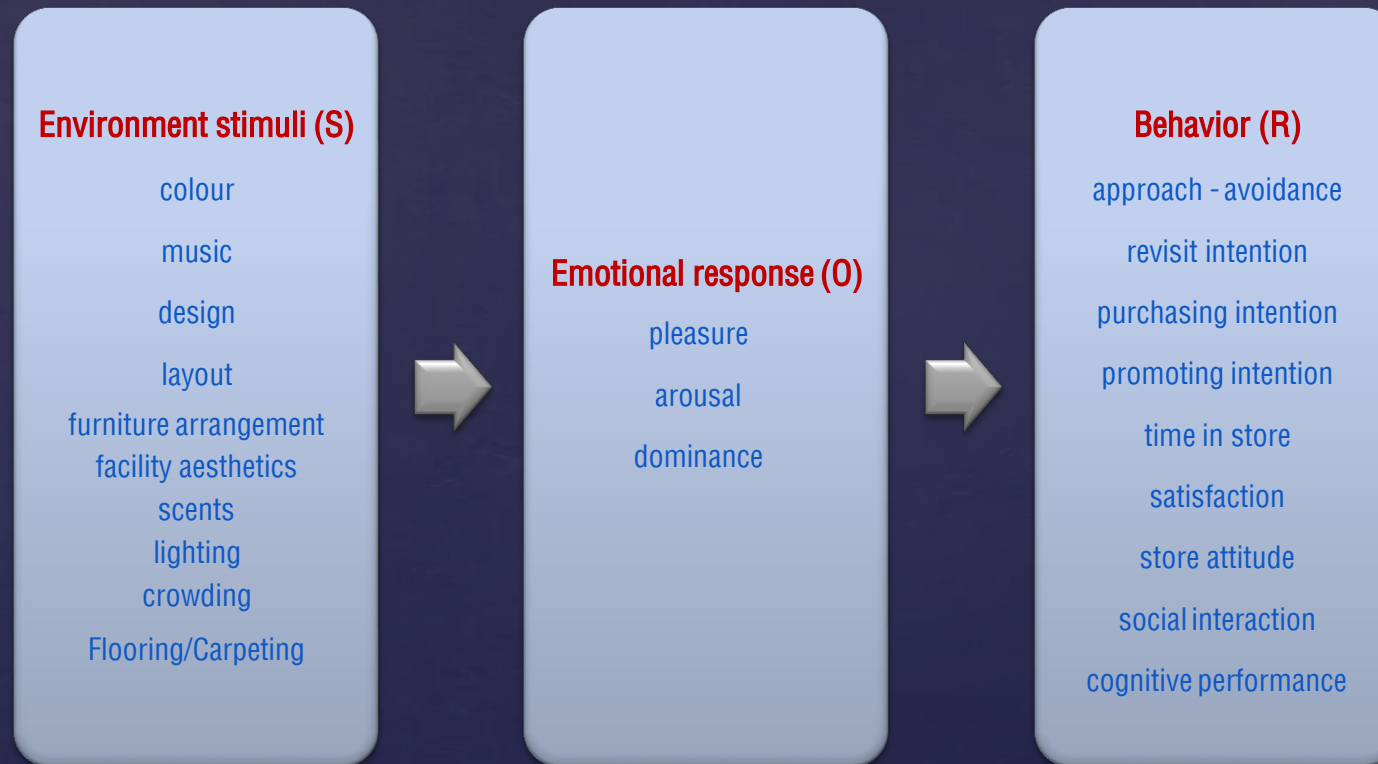 Environment stimuli (S)
colour
music
design
layout
furniture arrangement
facility aesthetics
scents
lighting
crowding
Flooring/Carpeting
Emotional response (O)
pleasure
arousal
dominance
Behavior (R)
approach - avoidance
revisit intention
purchasing intention
promoting intention
time in store
satisfaction
store attitude
social interaction
cognitive performance